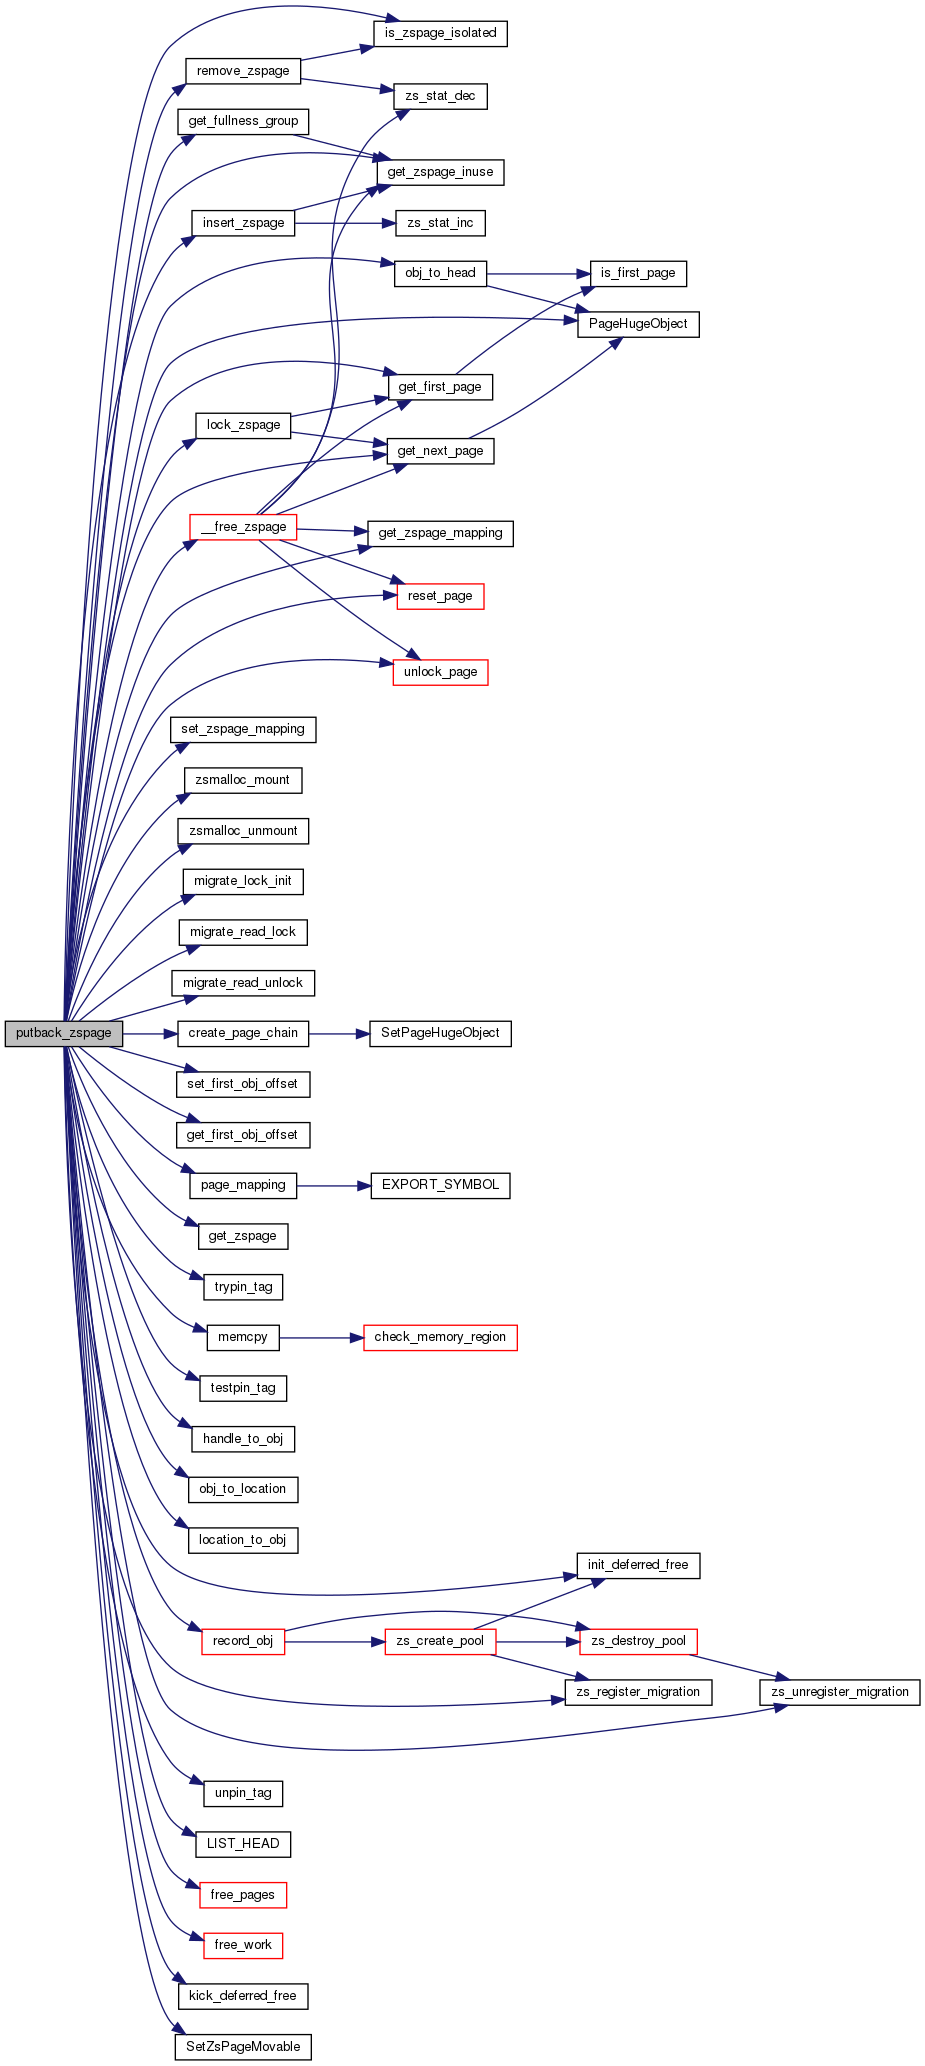 is_zspage_isolated
remove_zspage
zs_stat_dec
get_fullness_group
get_zspage_inuse
insert_zspage
zs_stat_inc
obj_to_head
is_first_page
PageHugeObject
get_first_page
lock_zspage
get_next_page
__free_zspage
get_zspage_mapping
reset_page
unlock_page
set_zspage_mapping
zsmalloc_mount
zsmalloc_unmount
migrate_lock_init
migrate_read_lock
migrate_read_unlock
putback_zspage
create_page_chain
SetPageHugeObject
set_first_obj_offset
get_first_obj_offset
page_mapping
EXPORT_SYMBOL
get_zspage
trypin_tag
memcpy
check_memory_region
testpin_tag
handle_to_obj
obj_to_location
location_to_obj
init_deferred_free
record_obj
zs_create_pool
zs_destroy_pool
zs_register_migration
zs_unregister_migration
unpin_tag
LIST_HEAD
free_pages
free_work
kick_deferred_free
SetZsPageMovable